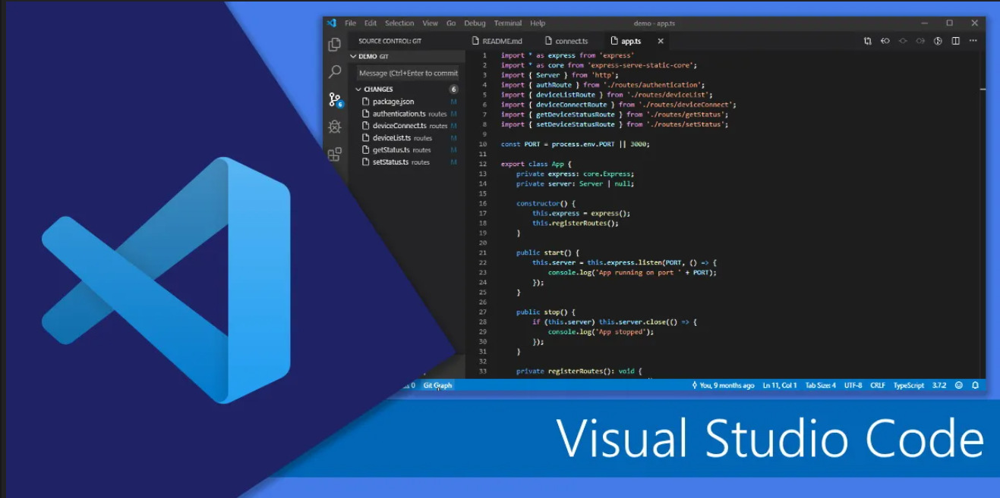 File Edit Selection View Go Debug Terminal Help
demo - app.ts
SOURCE CONTROL: GIT
DEMO GIT
Message (Ctrl+Enter to commit
CHANGES 6
package.json M
authentication.ts routes M
deviceConnect.ts routes M
deviceList.ts routes M
getStatus.ts routes M
setStatus.ts routes M
6
README.md connect.ts app.ts
1 import * as express from 'express'
2 import * as core from 'express-serve-static-core';
3 import { Server } from 'http';
4 import { authRoute } from './routes/authentication';
5 import { deviceListRoute } from './routes/deviceList';
6 import { deviceConnectRoute } from './routes/deviceConnect';
7 import { getDeviceStatusRoute } from './routes/getStatus';
8 import { setDeviceStatusRoute } from './routes/setStatus';
9
10 const PORT = process.env.PORT || 3000;
11
12 export class App {
13 private express: core.Express;
14 private server: Server | null;
15
16 constructor() {
17 this.express = express();
18 this.registerRoutes();
19 }
20
21 public start() {
22 this.server = this.express.listen(PORT, () => {
23 console.log('App running on port ' + PORT);
24 });
25 }
26
27 public stop() {
28 if (this.server) this.server.close(() => {
29 console.log('App stopped');
30 });
31 }
32
33 private registerRoutes(): void {
0 Git Graph
You, 9 months ago Ln 11, Col 1 Tab Size: 4 UTF-8 CRLF TypeScript 3.7.2
Visual Studio Code